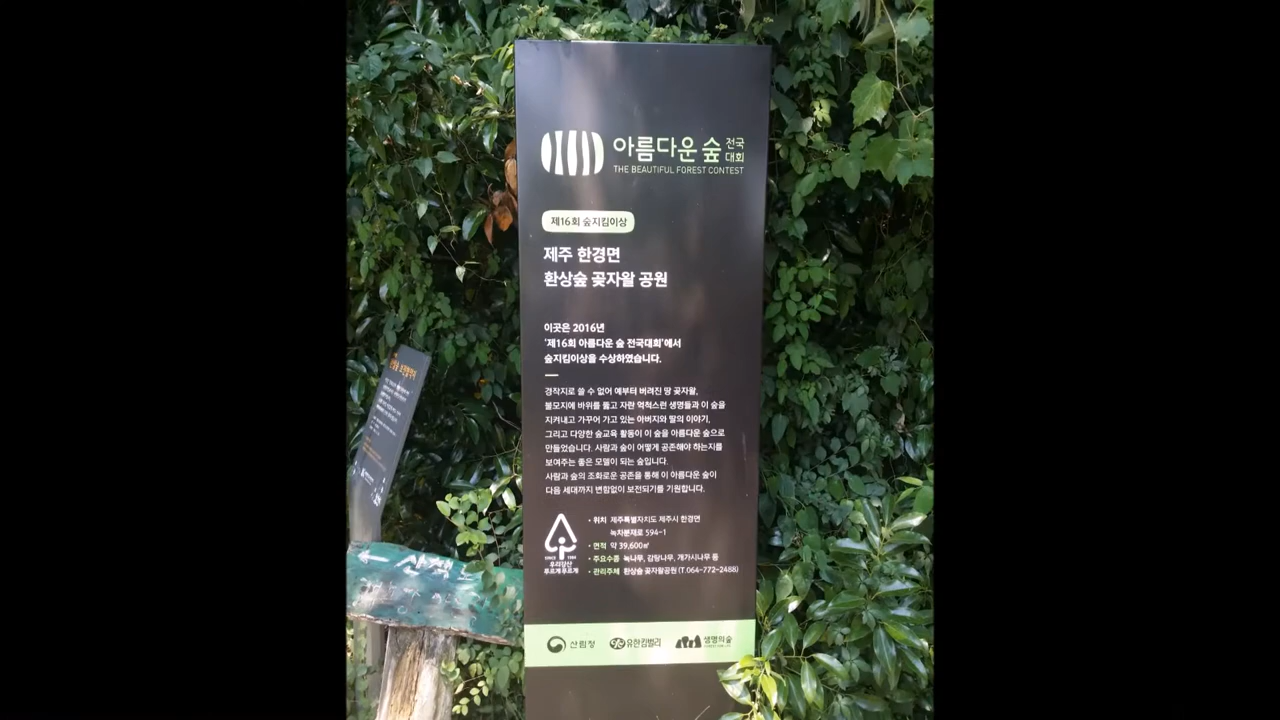 아름다운 숲 전국
대회
THE BEAUTIFUL FOREST CONTEST
제16회 숲지킴이상
제주 한경면
환상숲 곶자왈 공원
이곳은 2016년
'제16회 아름다운 숲 전국대회'에서
숲지킴이상을 수상하였습니다.
경작지로 쓸 수 없어 예부터 버려진 땅 곶자왈,
불모지에 바위를 뚫고 자란 억척스런 생명들과 이 숲을
지켜내고 가꾸어 가고 있는 아버지와 딸의 이야기,
그리고 다양한 숲교육 활동이 이 숲을 아름다운 숲으로
만들었습니다. 사람과 숲이 어떻게 공존해야 하는지를
보여주는 좋은 모델이 되는 숲입니다.
사람과 숲의 조화로운 공존을 통해 이 아름다운 숲이
다음 세대까지 변함없이 보전되기를 기원합니다.
• 위치 제주특별자치도 제주시 한경면
녹차분재로 594-1
• 면적 약 39,600㎡
• 주요수종 녹나무, 감탕나무, 개가시나무 등
• 관리주체 환상숲 곶자왈공원 (T.064-772-2488)
SINCE 1984
우리강산
푸르게 푸르게
산림청 유한킴벌리 생명의숲
← 산책